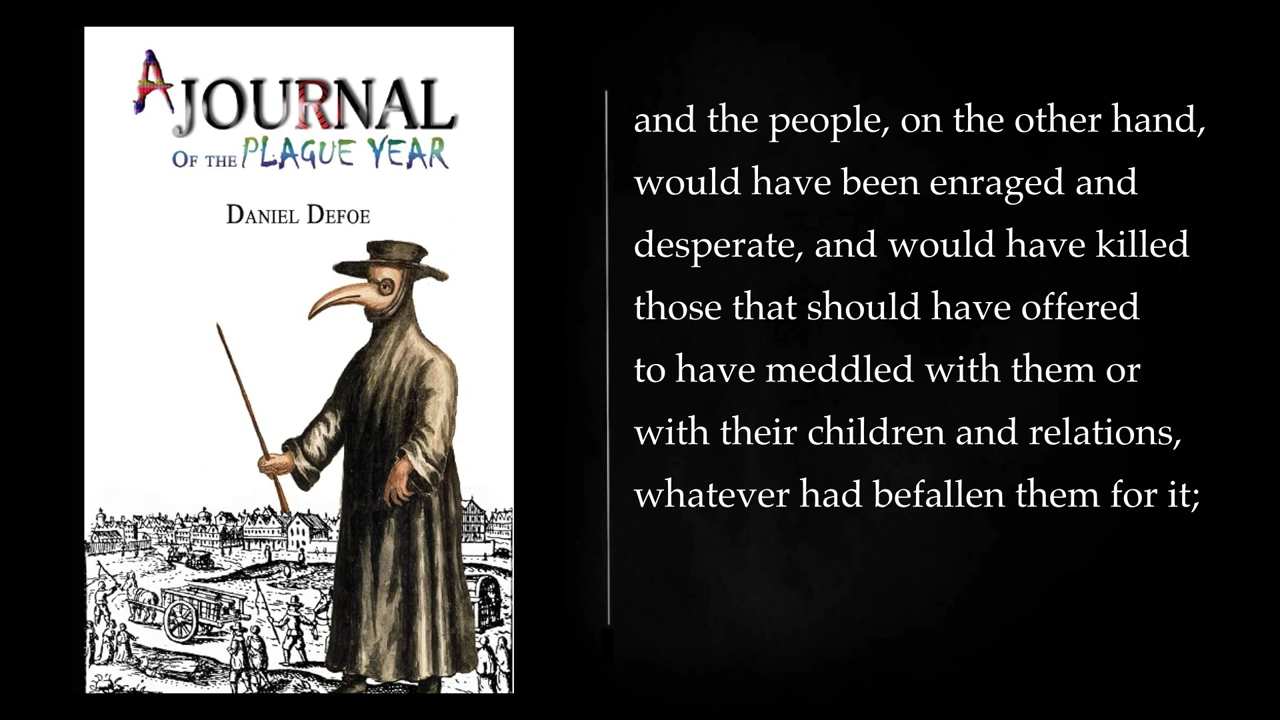 A JOURNAL
OF THE PLAGUE YEAR
DANIEL DEFOE
and the people, on the other hand,
would have been enraged and
desperate, and would have killed
those that should have offered
to have meddled with them or
with their children and relations,
whatever had befallen them for it;